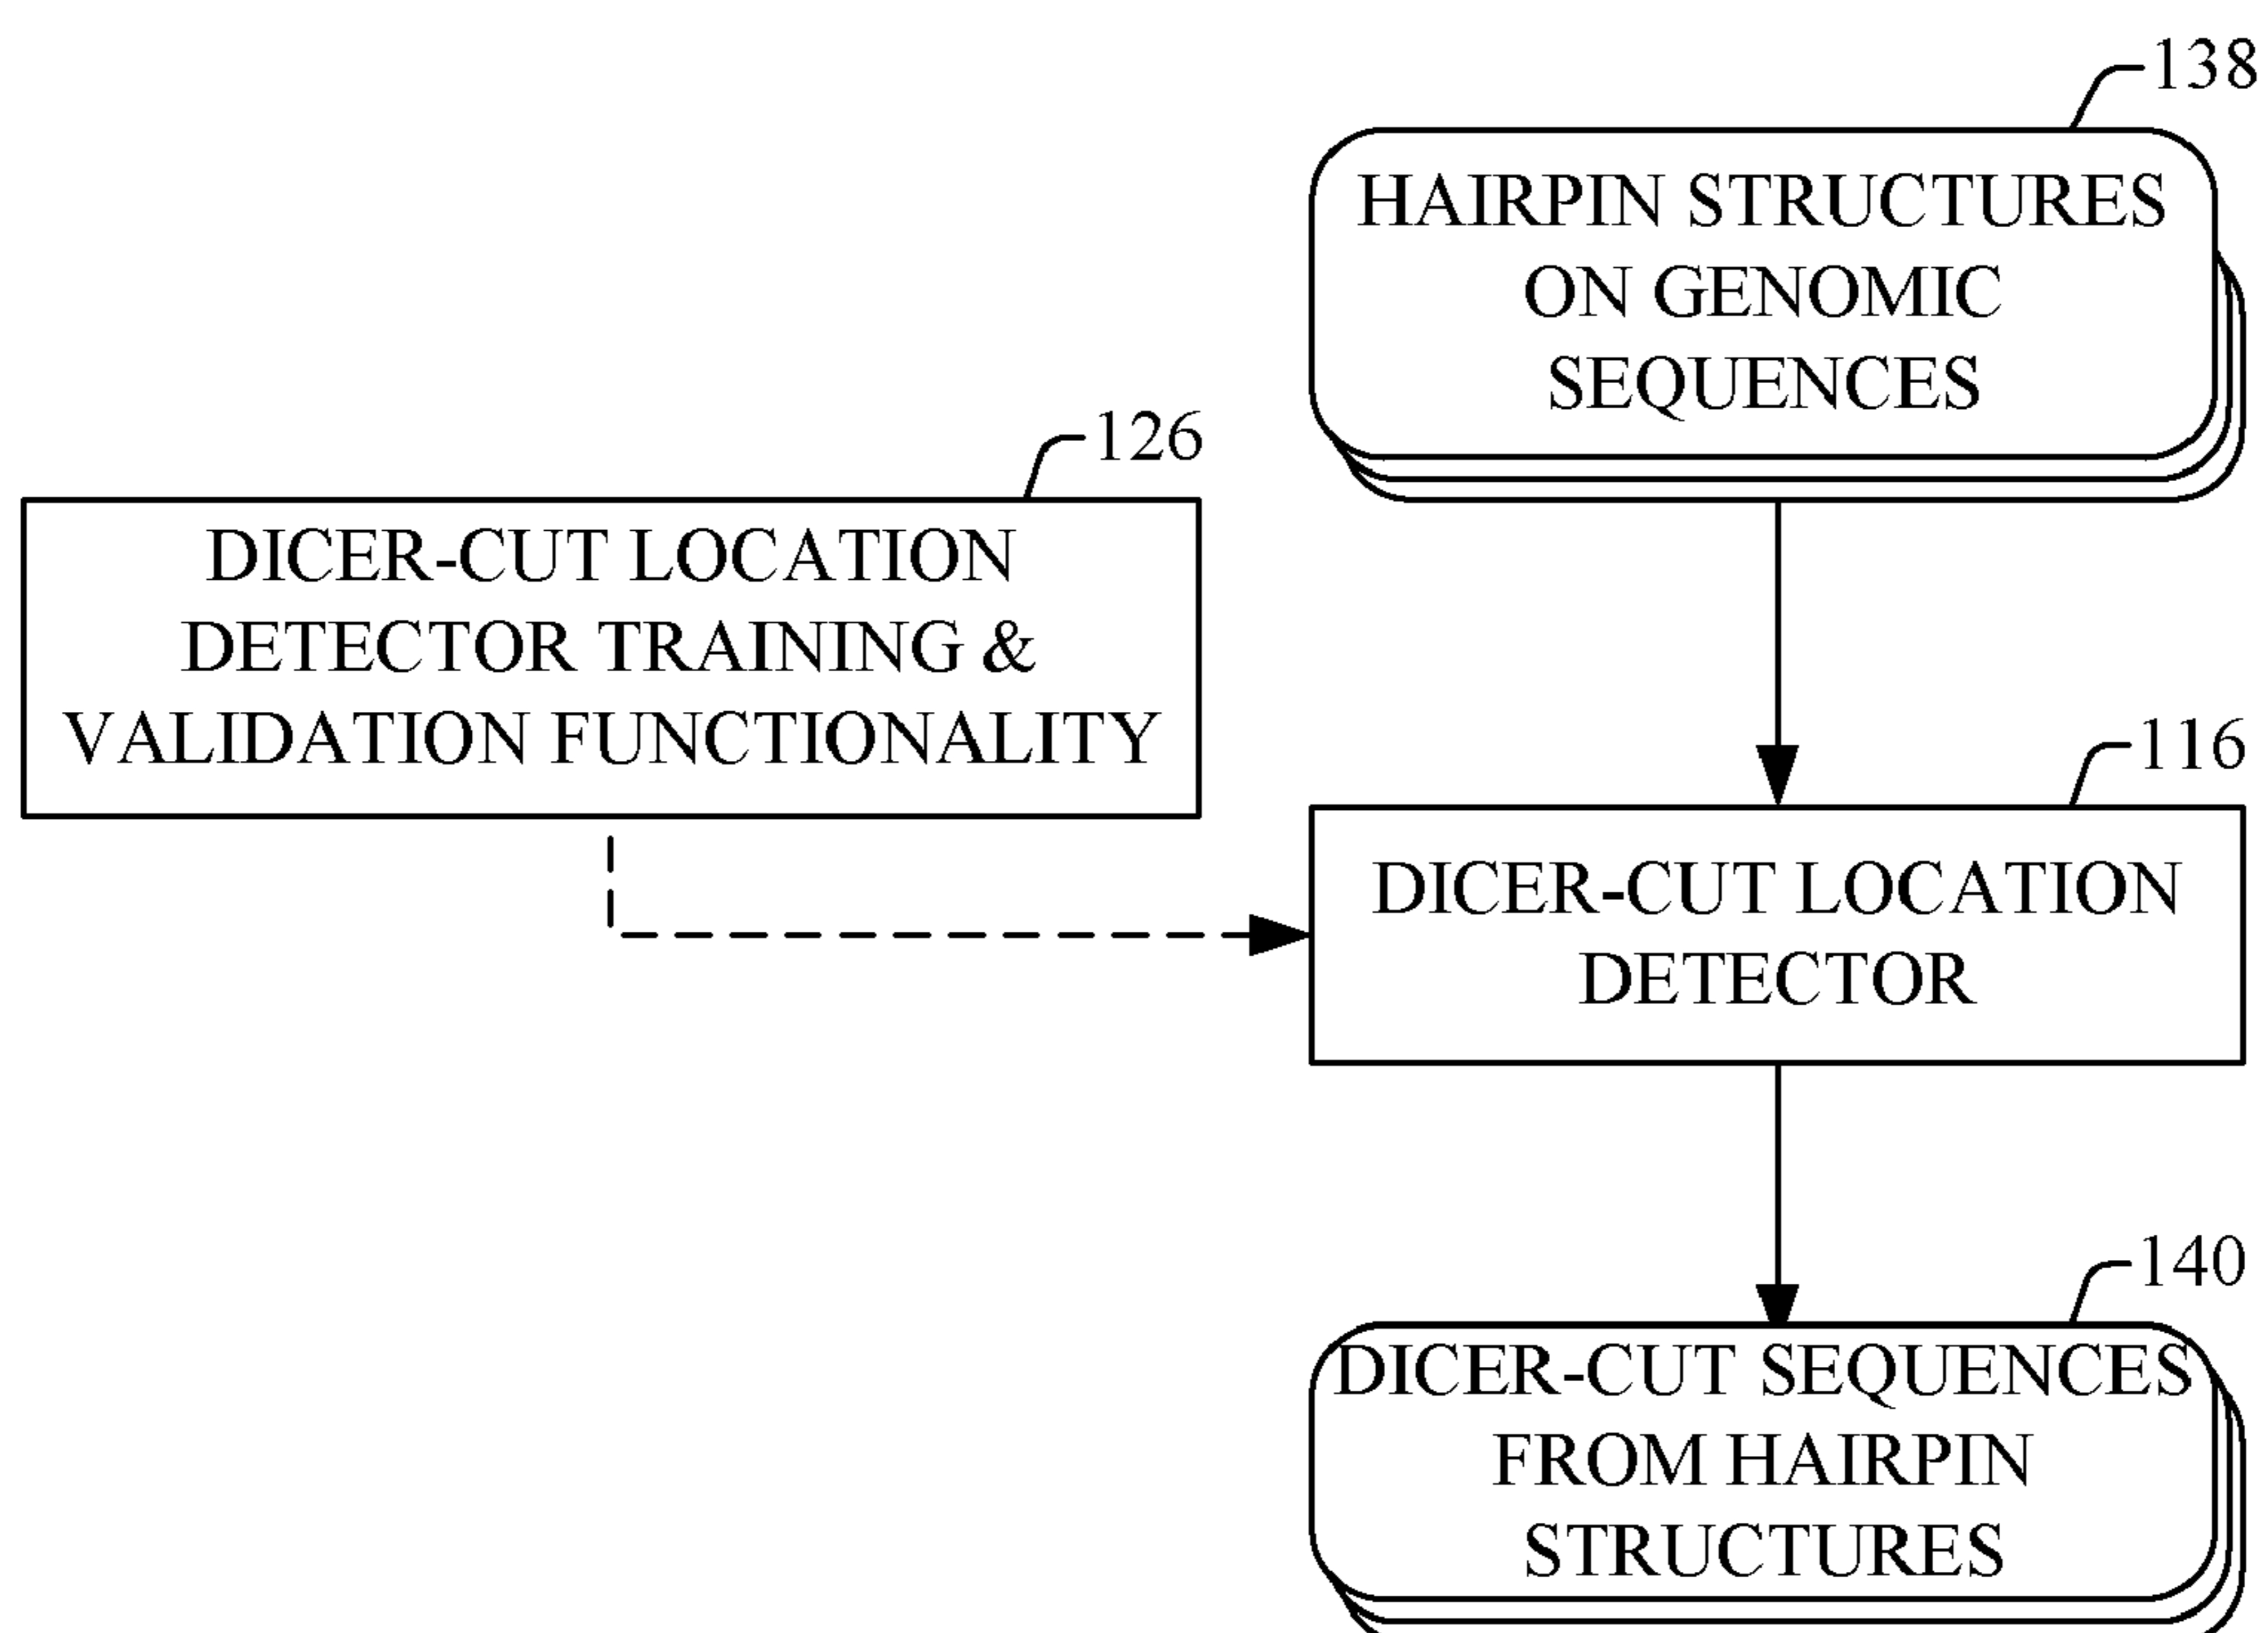 138
HAIRPIN STRUCTURES
ON GENOMIC
SEQUENCES
126
DICER-CUT LOCATION
DETECTOR TRAINING &
VALIDATION FUNCTIONALITY
116
DICER-CUT LOCATION
DETECTOR
140
DICER-CUT SEQUENCES
FROM HAIRPIN
STRUCTURES